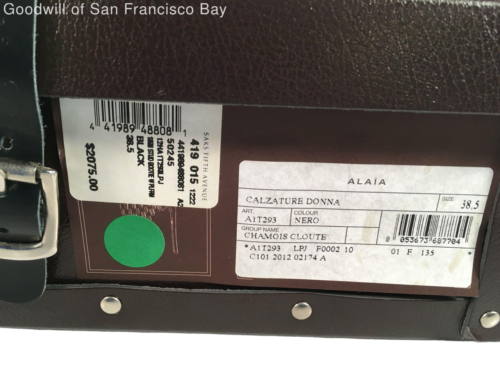 Goodwill of San Francisco Bay
4 41989 48808 1
SAKS FIFTH AVENUE
419 015 1222
50245
BLACK
38.5
$2075.00
ALAÏA
CALZATURE DONNA
SIZE
38,5
ART.
A1T293
COLOUR
NERO
GROUP NAME
CHAMOIS CLOUTE
8 053673 687704
*A1T293 LPJ F0002 10 01 F 135 *
C101 2012 02174 A